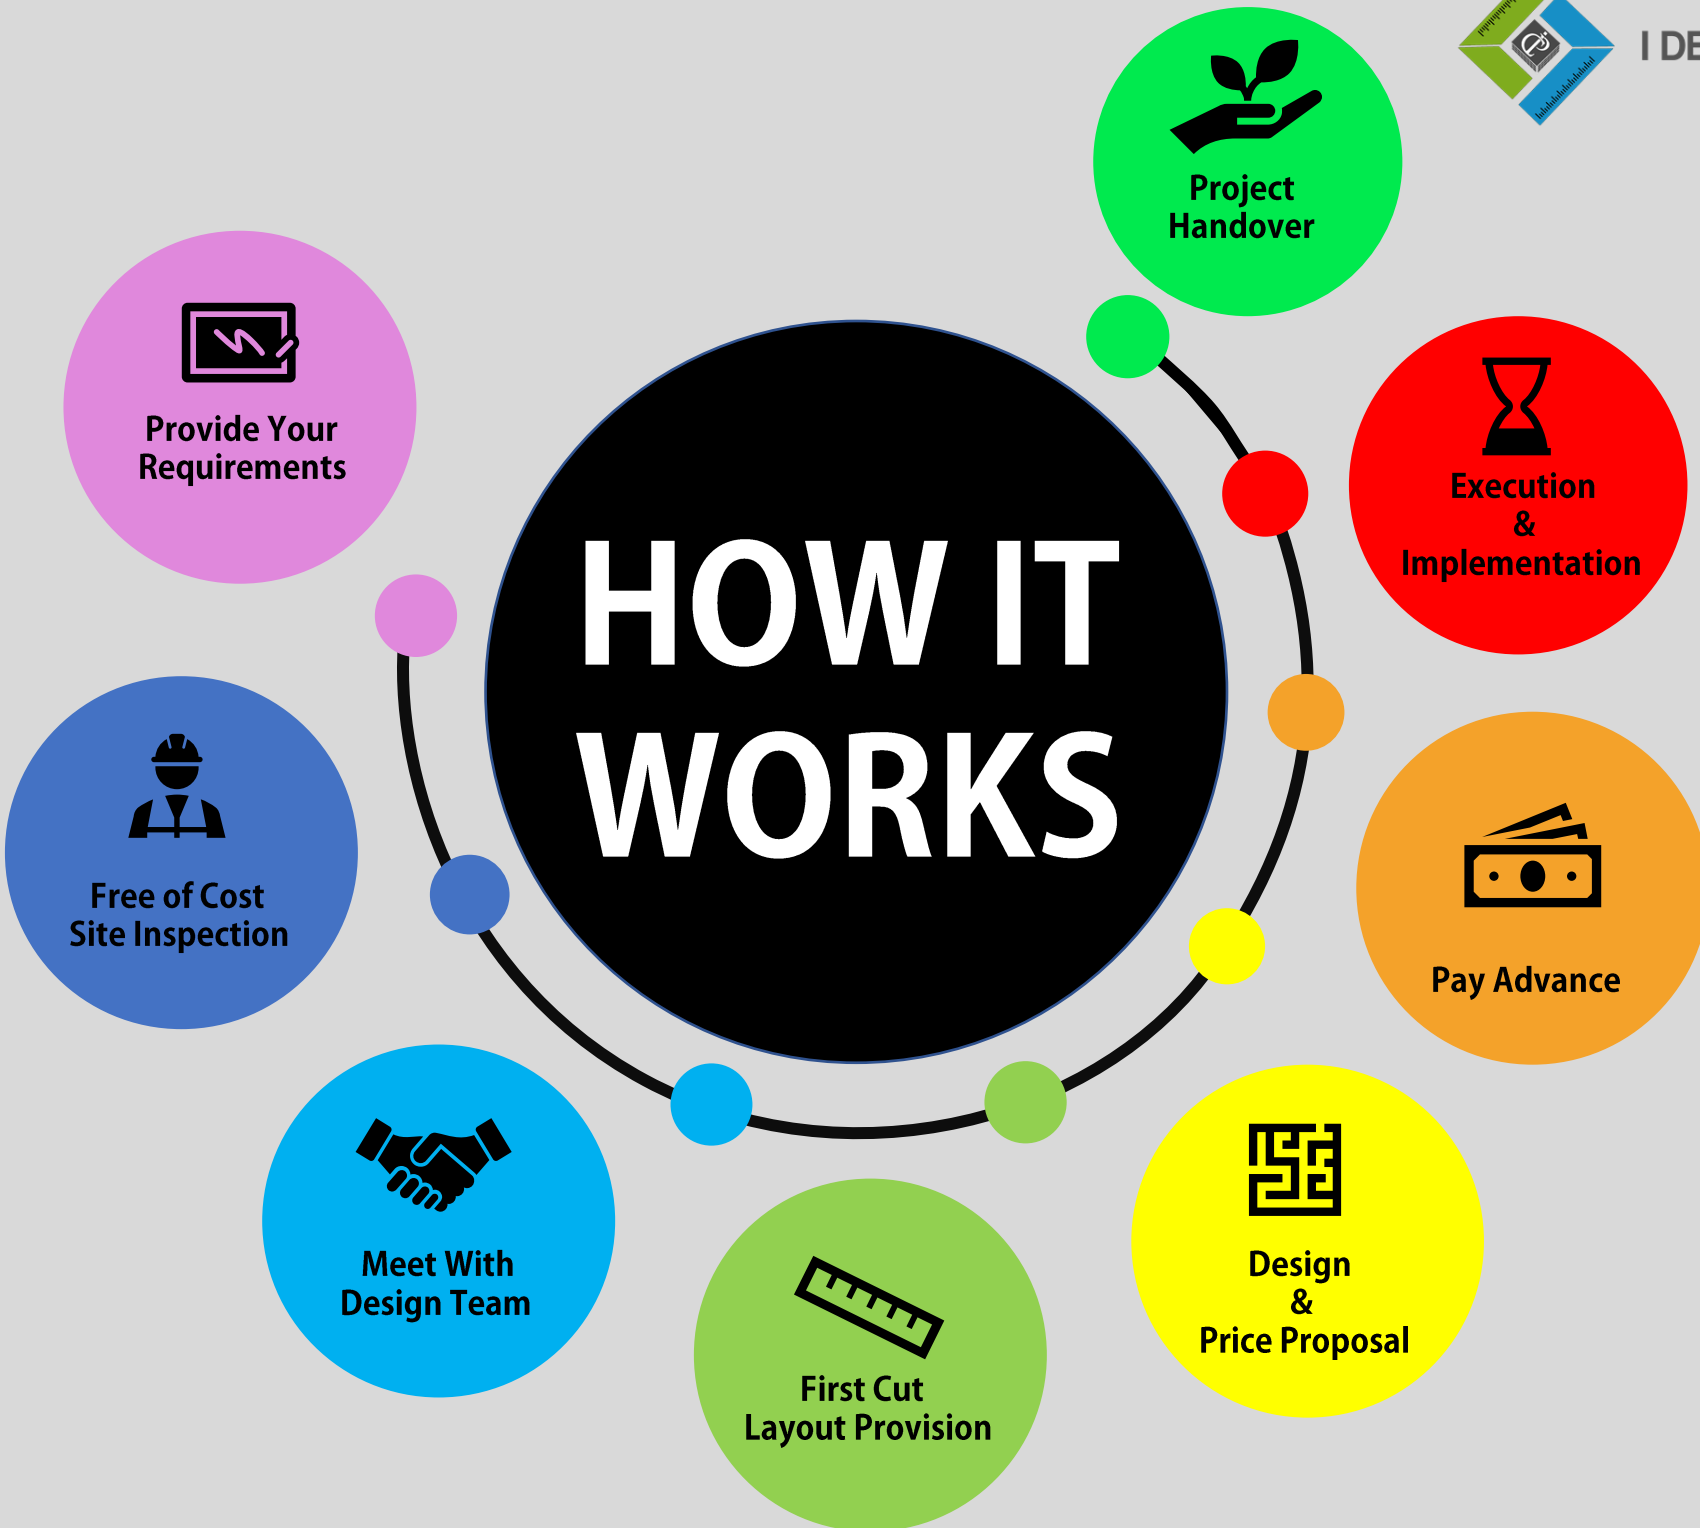 I DE
HOW IT
WORKS
Provide Your
Requirements
Free of Cost
Site Inspection
Meet With
Design Team
First Cut
Layout Provision
Design
&
Price Proposal
Pay Advance
Execution
&
Implementation
Project
Handover